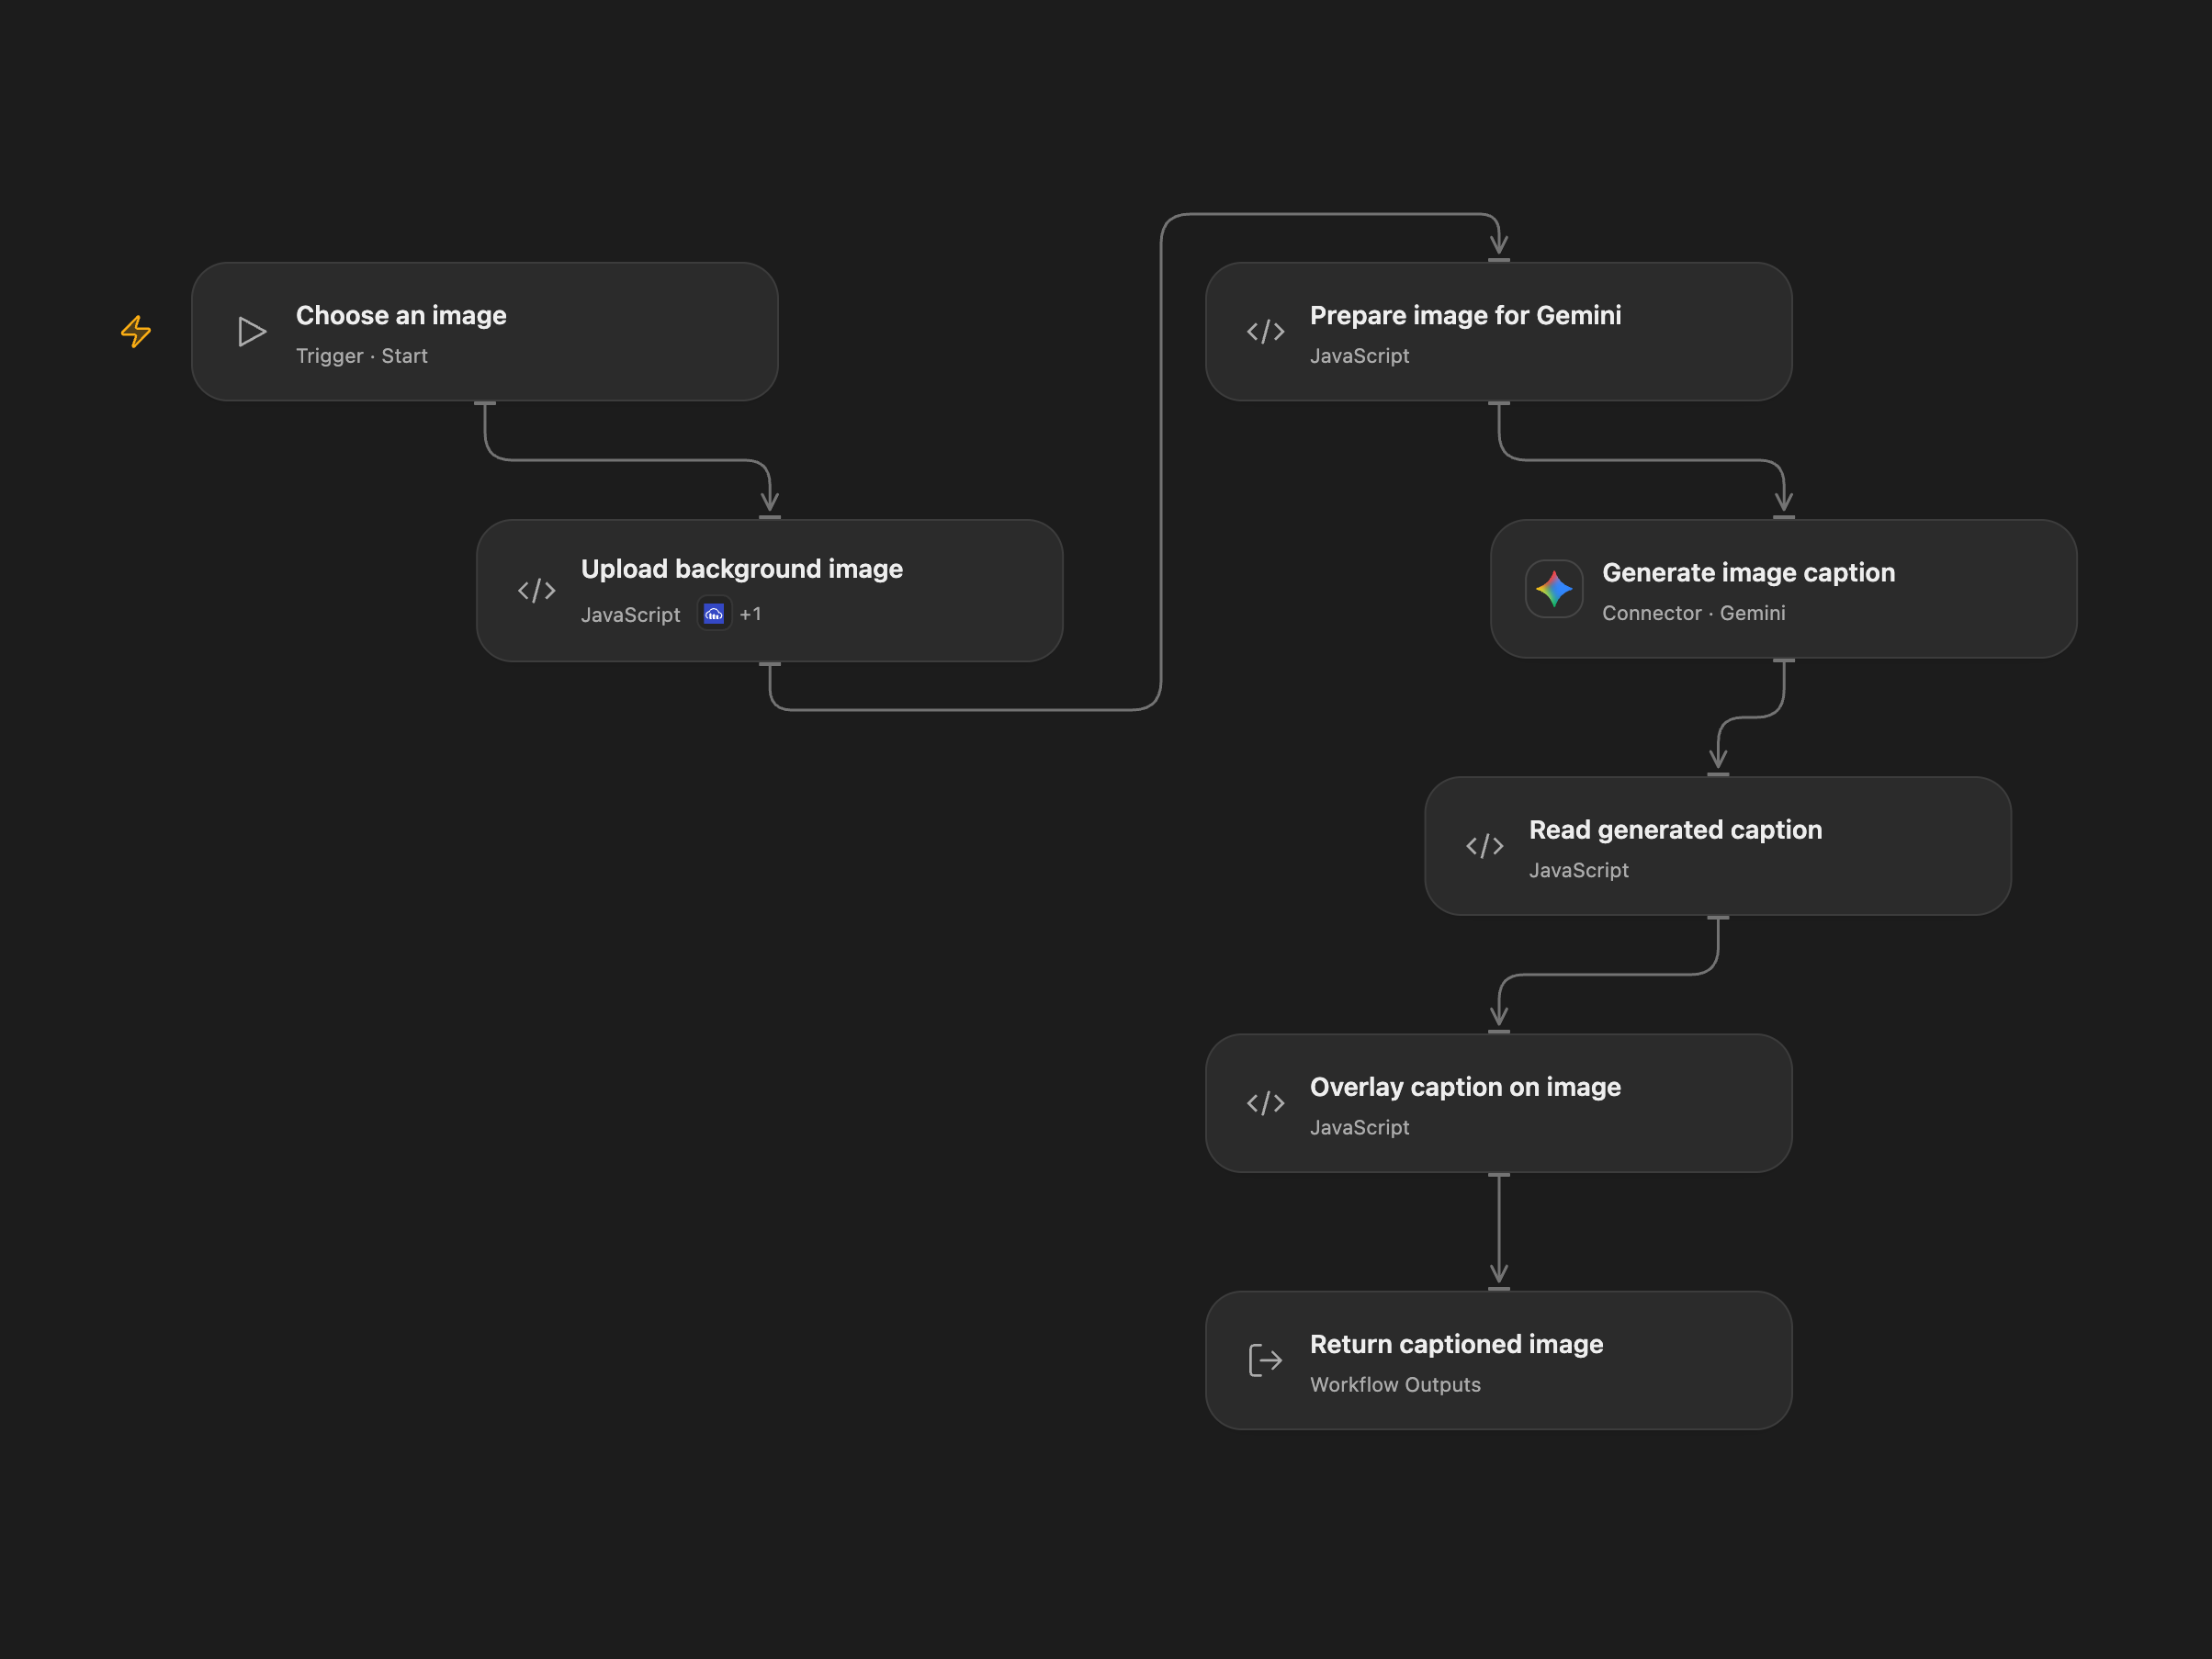 Choose an image
Trigger · Start
Upload background image
JavaScript +1
Prepare image for Gemini
JavaScript
Generate image caption
Connector · Gemini
Read generated caption
JavaScript
Overlay caption on image
JavaScript
Return captioned image
Workflow Outputs